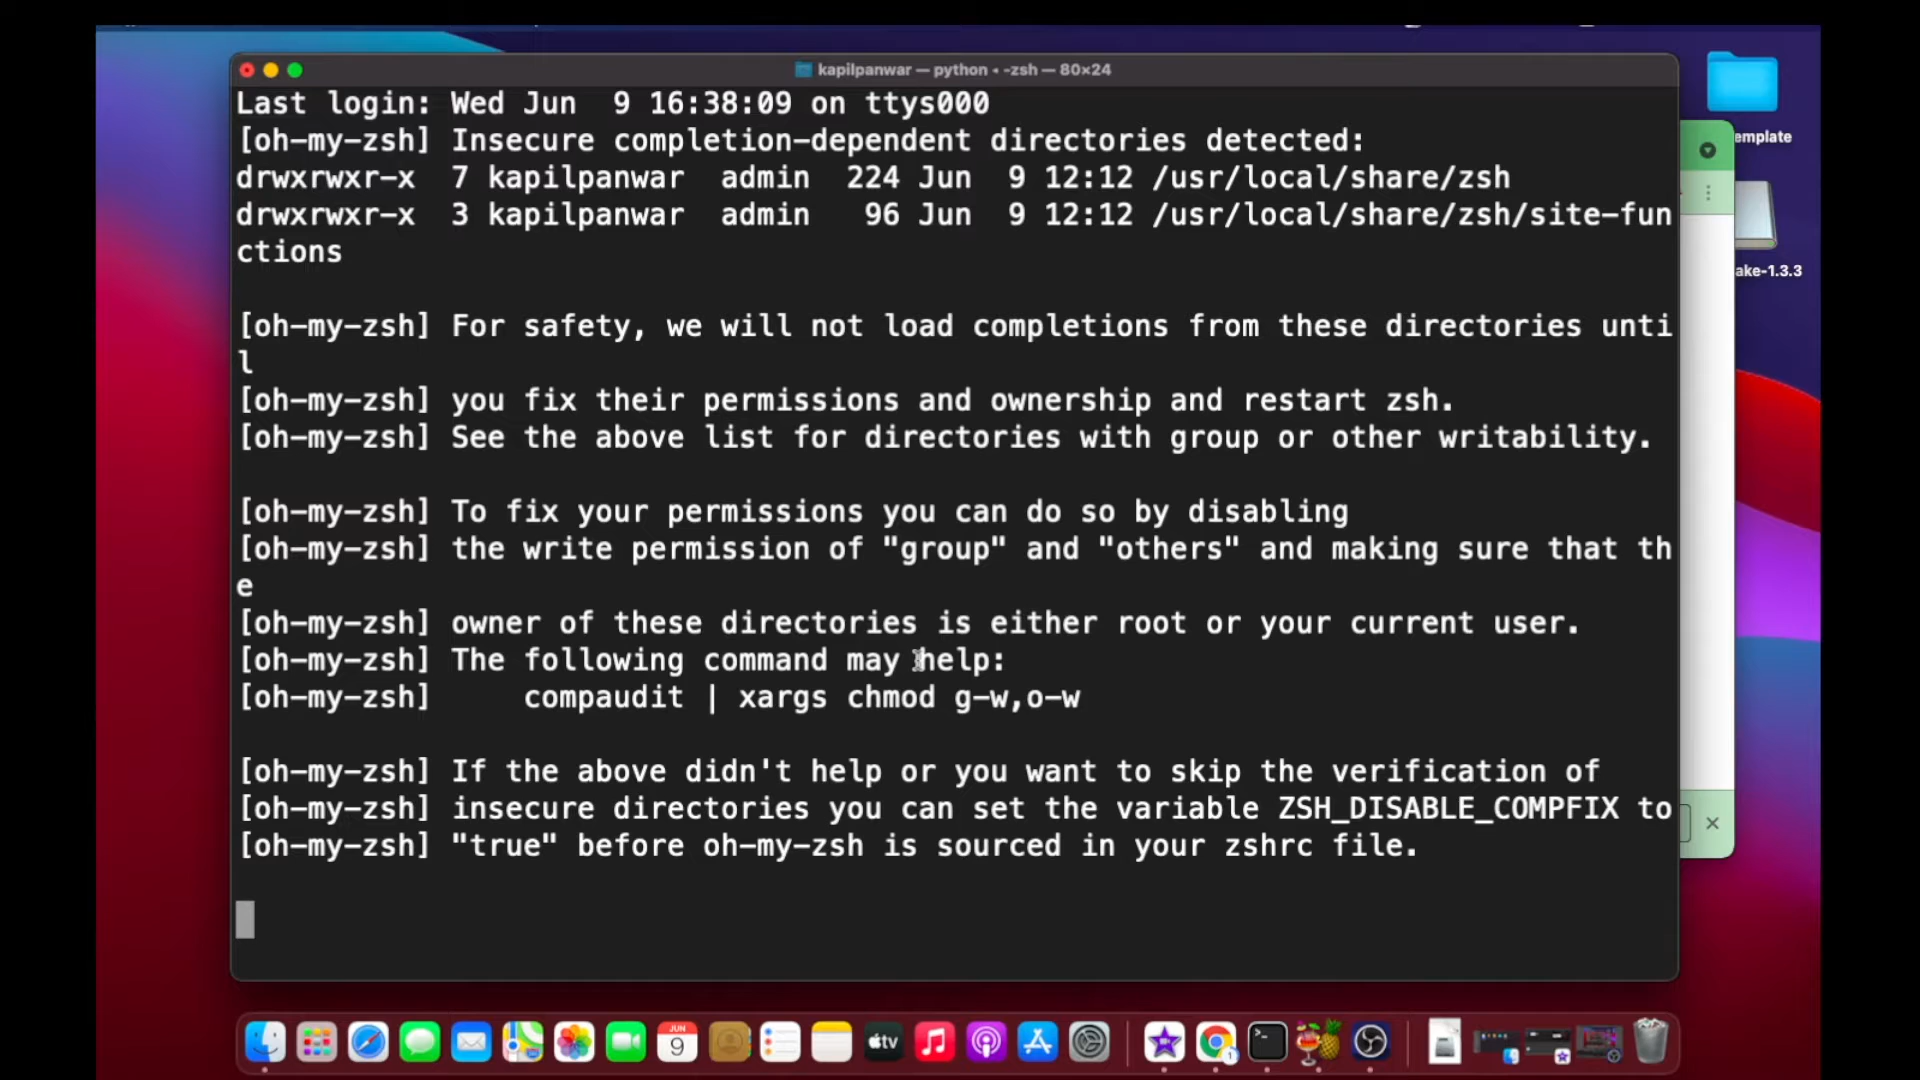 kapilpanwar — python • -zsh — 80×24
Last login: Wed Jun  9 16:38:09 on ttys000
[oh-my-zsh] Insecure completion-dependent directories detected:
drwxrwxr-x  7 kapilpanwar  admin  224 Jun  9 12:12 /usr/local/share/zsh
drwxrwxr-x  3 kapilpanwar  admin   96 Jun  9 12:12 /usr/local/share/zsh/site-fun
ctions
[oh-my-zsh] For safety, we will not load completions from these directories unti
l
[oh-my-zsh] you fix their permissions and ownership and restart zsh.
[oh-my-zsh] See the above list for directories with group or other writability.
[oh-my-zsh] To fix your permissions you can do so by disabling
[oh-my-zsh] the write permission of "group" and "others" and making sure that th
e
[oh-my-zsh] owner of these directories is either root or your current user.
[oh-my-zsh] The following command may help:
[oh-my-zsh]     compaudit | xargs chmod g-w,o-w
[oh-my-zsh] If the above didn't help or you want to skip the verification of
[oh-my-zsh] insecure directories you can set the variable ZSH_DISABLE_COMPFIX to
[oh-my-zsh] "true" before oh-my-zsh is sourced in your zshrc file.
emplate
ake-1.3.3
JUN
9
tv
1